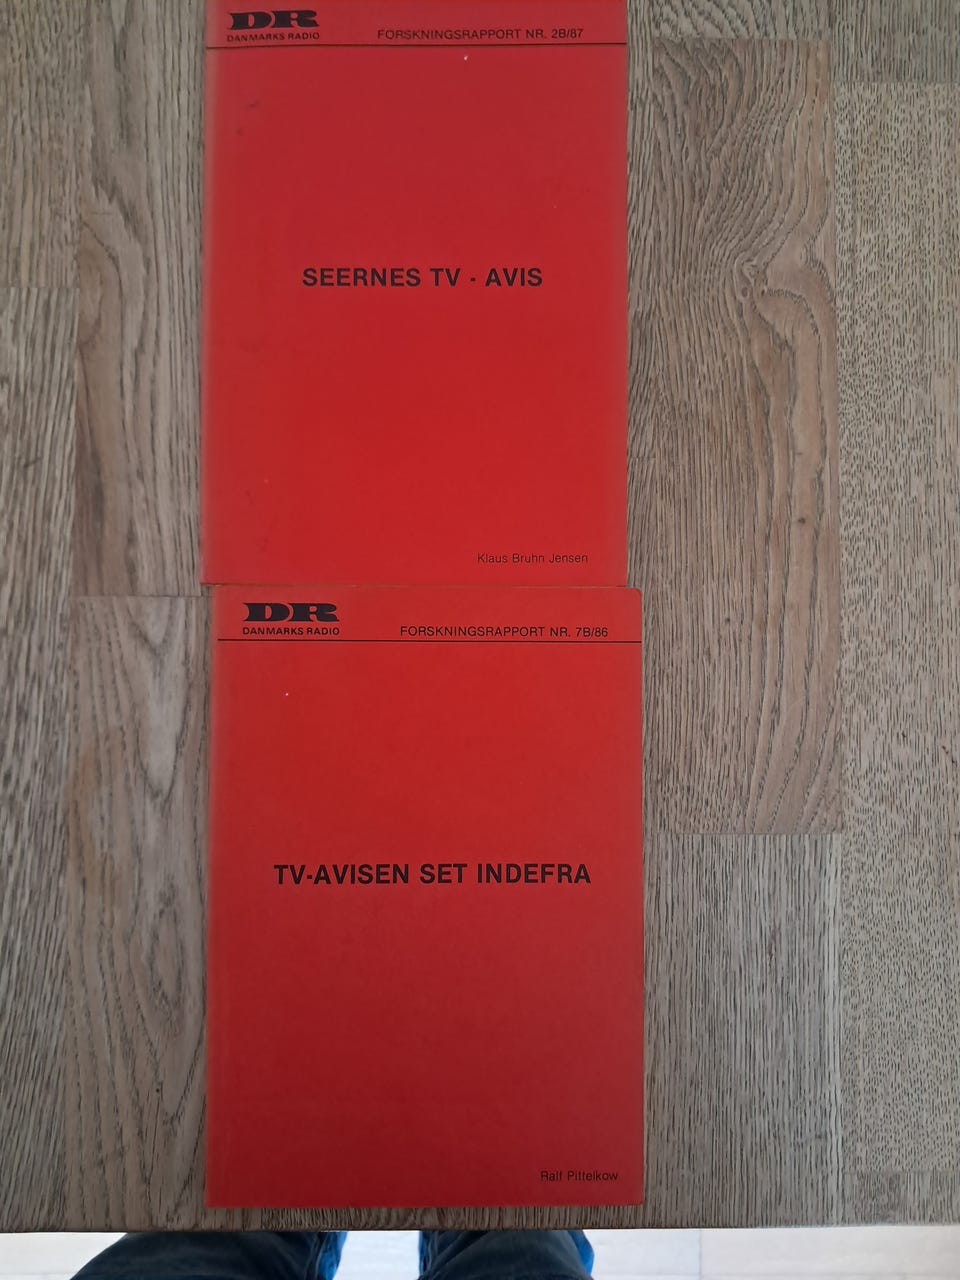 DR
DANMARKS RADIO
FORSKNINGSRAPPORT NR. 2B/87
SEERNES TV - AVIS
Klaus Bruhn Jensen
DR
DANMARKS RADIO
FORSKNINGSRAPPORT NR. 7B/86
TV-AVISEN SET INDEFRA
Ralf Pittelkow